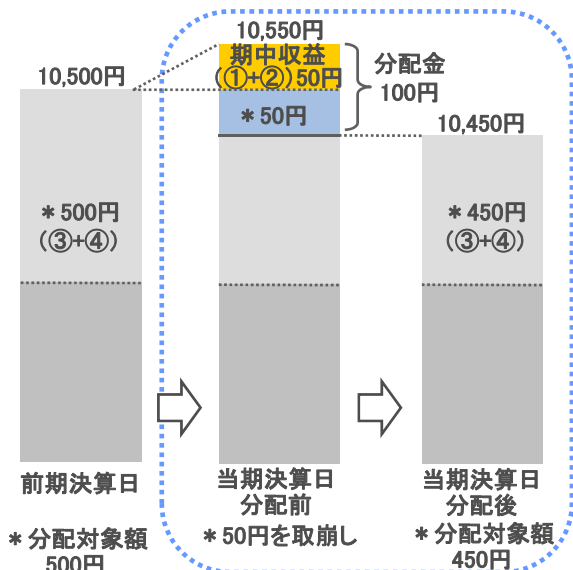 10,550円
期中収益
(①+②)50円
分配金
100円
10,500円
＊50円
10,450円
＊500円
(③+④)
＊450円
(③+④)
前期決算日
当期決算日
分配前
当期決算日
分配後
＊分配対象額
500円
＊50円を取崩し
＊分配対象額
450円